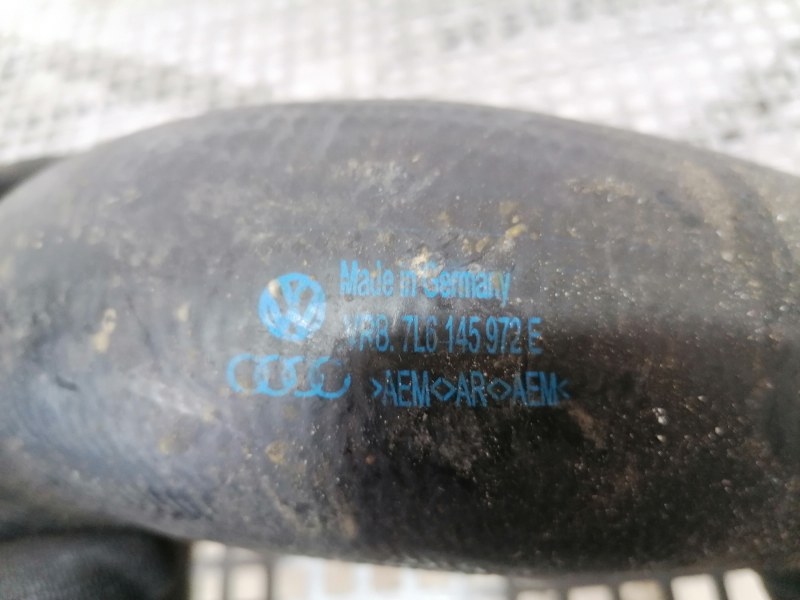 Made in Germany
VR8. 7L6 145 972 E
>AEM<>AR<>AEM<